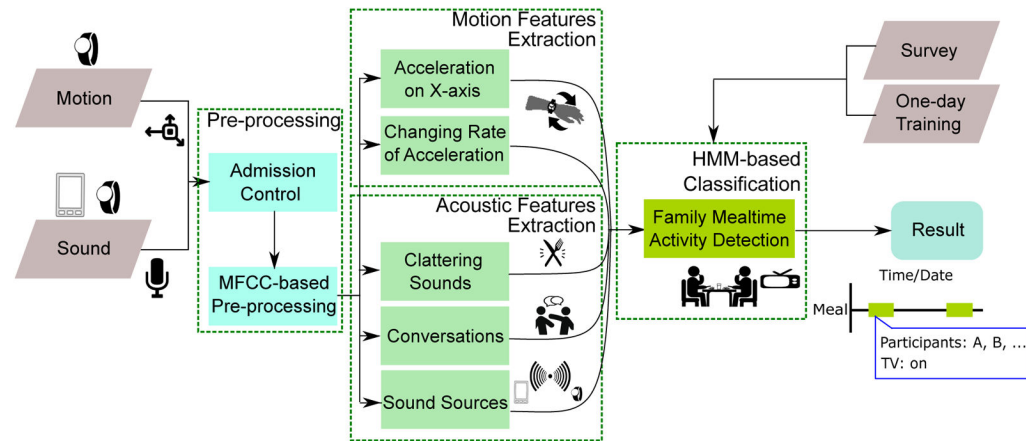 Motion
Sound
Pre-processing
Admission
Control
MFCC-based
Pre-processing
Motion Features
Extraction
Acceleration
on X-axis
Changing Rate
of Acceleration
Acoustic Features
Extraction
Clattering
Sounds
Conversations
Sound Sources
Survey
One-day
Training
HMM-based
Classification
Family Mealtime
Activity Detection
Result
Time/Date
Meal
Participants: A, B, ...
TV: on